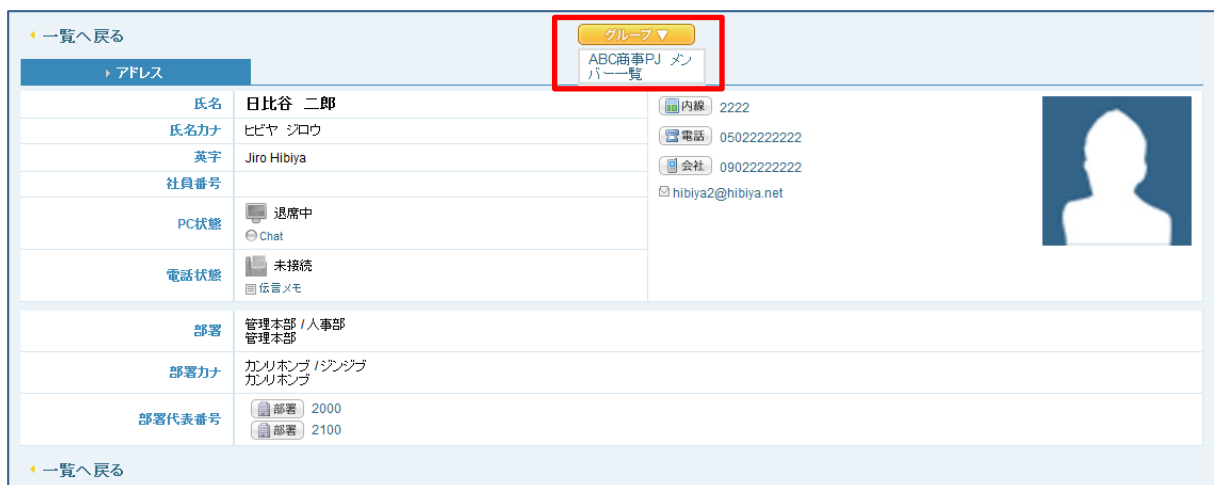 一覧へ戻る
グループ ▼
ABC商事PJ メン
バー一覧
アドレス
氏名 日比谷 二郎
内線 2222
氏名カナ ヒビヤ ジロウ
電話 05022222222
英字 Jiro Hibiya
会社 09022222222
社員番号
hibiya2@hibiya.net
PC状態 退席中
Chat
電話状態 未接続
伝言メモ
部署 管理本部 / 人事部
管理本部
部署カナ カンリホンブ / ジンジブ
カンリホンブ
部署代表番号 部署 2000
部署 2100
一覧へ戻る